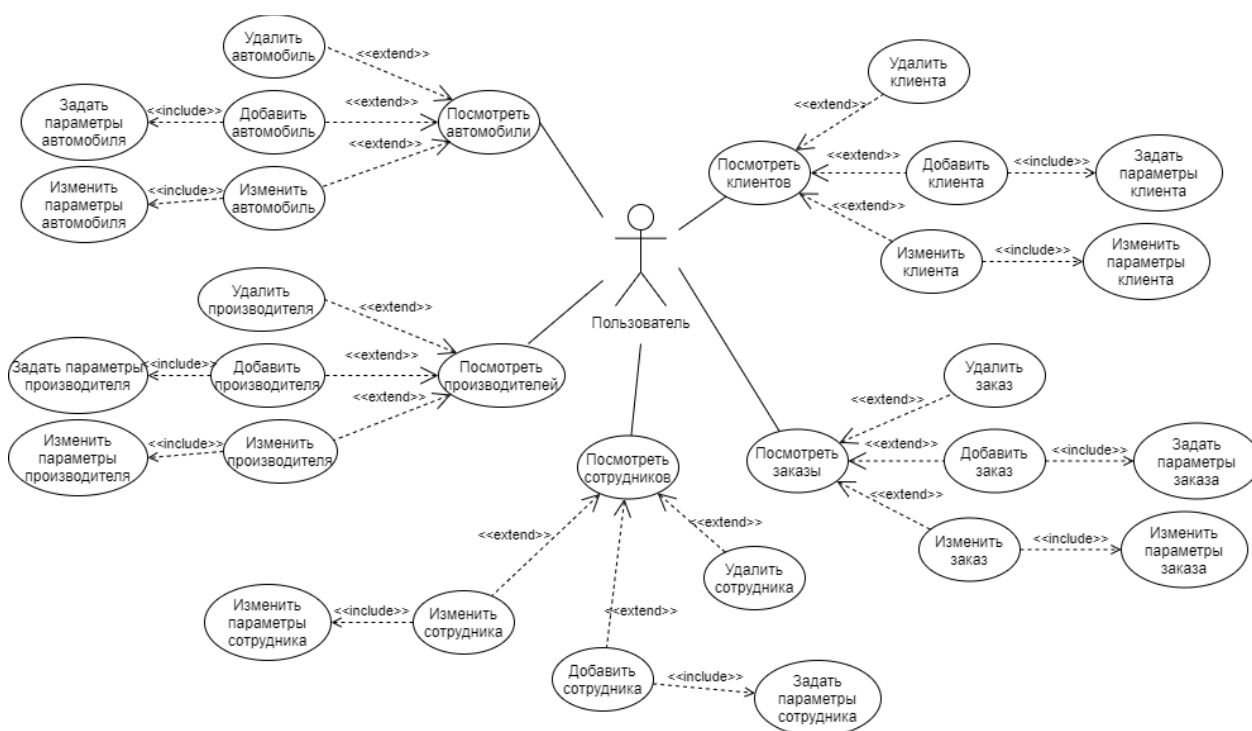 Удалить
автомобиль
<<extend>>
Задать
параметры
автомобиля
<<include>>
Добавить
автомобиль
<<extend>>
Посмотреть
автомобили
<<extend>>
Изменить
параметры
автомобиля
<<include>>
Изменить
автомобиль
Удалить
клиента
<<extend>>
Посмотреть
клиентов
<<extend>>
Добавить
клиента
<<include>>
Задать
параметры
клиента
<<extend>>
Изменить
клиента
<<include>>
Изменить
параметры
клиента
Пользователь
Удалить
производителя
<<extend>>
Задать параметры
производителя
<<include>>
Добавить
производителя
<<extend>>
Посмотреть
производителей
<<extend>>
Изменить
параметры
производителя
<<include>>
Изменить
производителя
Удалить
заказ
<<extend>>
Посмотреть
заказы
<<extend>>
Добавить
заказ
<<include>>
Задать
параметры
заказа
<<extend>>
Изменить
заказ
<<include>>
Изменить
параметры
заказа
Посмотреть
сотрудников
<<extend>>
<<extend>>
Удалить
сотрудника
Изменить
параметры
сотрудника
<<include>>
Изменить
сотрудника
<<extend>>
Добавить
сотрудника
<<include>>
Задать
параметры
сотрудника